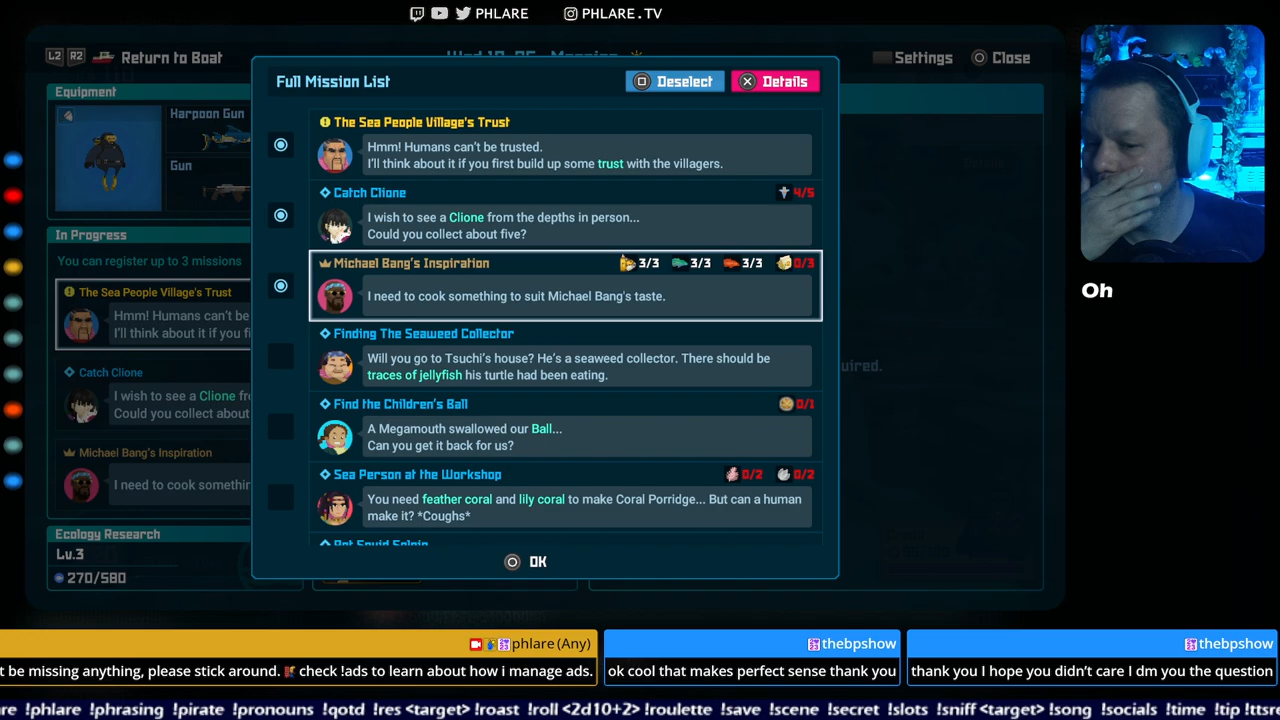 PHLARE PHLARE.TV
L2 R2 Return to Boat
Settings Close
Equipment
Harpoon Gun
Gun
In Progress
You can register up to 3 missions
The Sea People Village's Trust
Hmm! Humans can't be
I'll think about it if you fi
Catch Clione
I wish to see a Clione fro
Could you collect about
Michael Bang's Inspiration
I need to cook somethin
Ecology Research
Lv.3
270/580
Full Mission List
Deselect Details
The Sea People Village's Trust
Hmm! Humans can't be trusted.
I'll think about it if you first build up some trust with the villagers.
Catch Clione 4/5
I wish to see a Clione from the depths in person...
Could you collect about five?
Michael Bang's Inspiration 3/3 3/3 3/3 0/3
I need to cook something to suit Michael Bang's taste.
Finding The Seaweed Collector
Will you go to Tsuchi's house? He's a seaweed collector. There should be
traces of jellyfish his turtle had been eating.
Find the Children's Ball 0/1
A Megamouth swallowed our Ball...
Can you get it back for us?
Sea Person at the Workshop 0/2 0/2
You need feather coral and lily coral to make Coral Porridge... But can a human
make it? *Coughs*
OK
uired.
Oh
phlare (Any)
t be missing anything, please stick around. check !ads to learn about how i manage ads.
thebpshow
ok cool that makes perfect sense thank you
thebpshow
thank you I hope you didn't care I dm you the question
re !phlare !phrasing !pirate !pronouns !qotd !res <target> !roast !roll <2d10+2> !roulette !save !scene !secret !slots !sniff <target> !song !socials !time !tip !ttsre